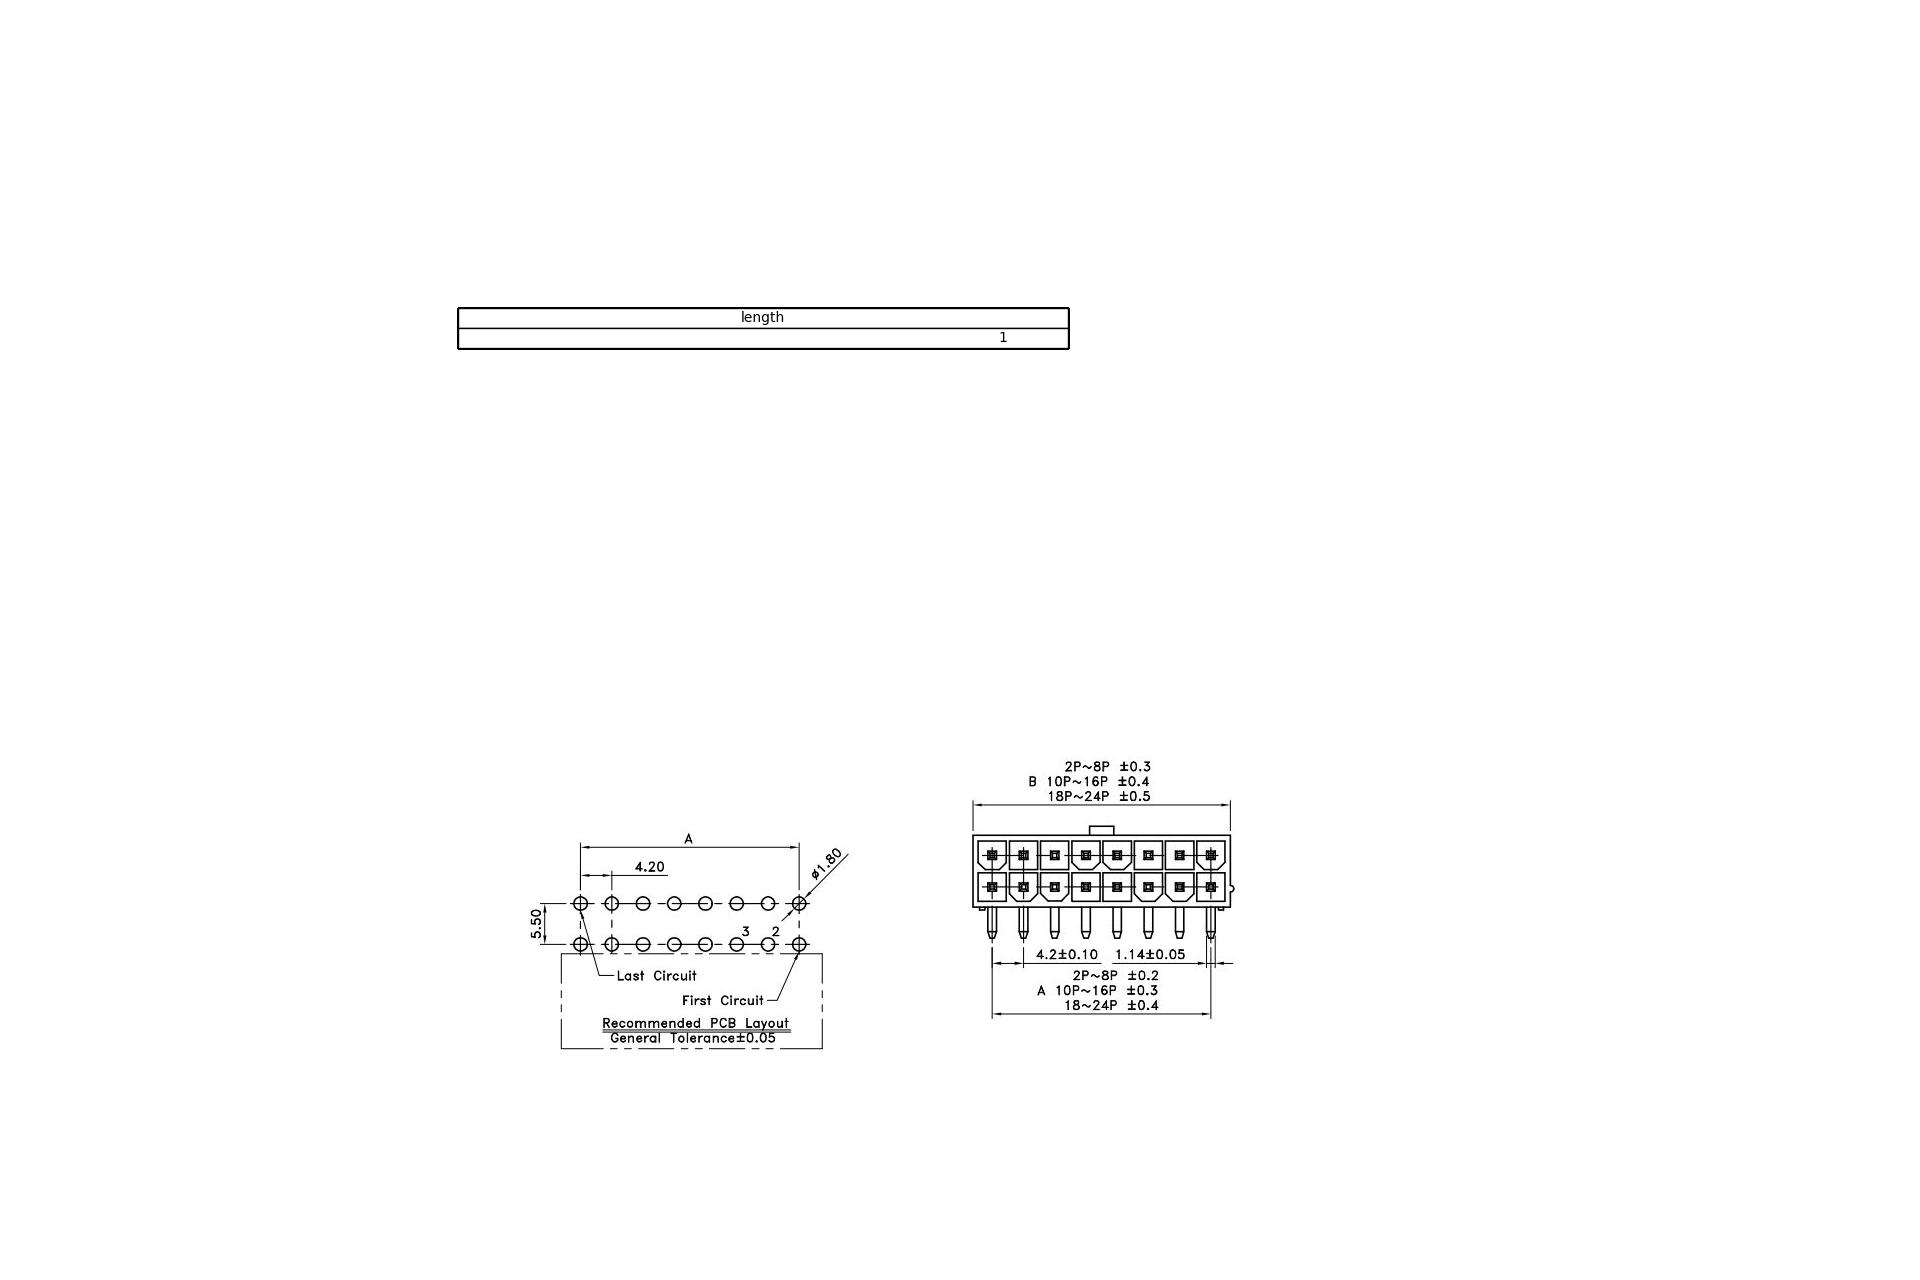 length
1
2P~8P ±0.3
B 10P~16P ±0.4
18P~24P ±0.5
A
4.20
ø1.80
5.50
3 2
Last Circuit
First Circuit
Recommended PCB Layout
General Tolerance±0.05
4.2±0.10 1.14±0.05
2P~8P ±0.2
A 10P~16P ±0.3
18~24P ±0.4